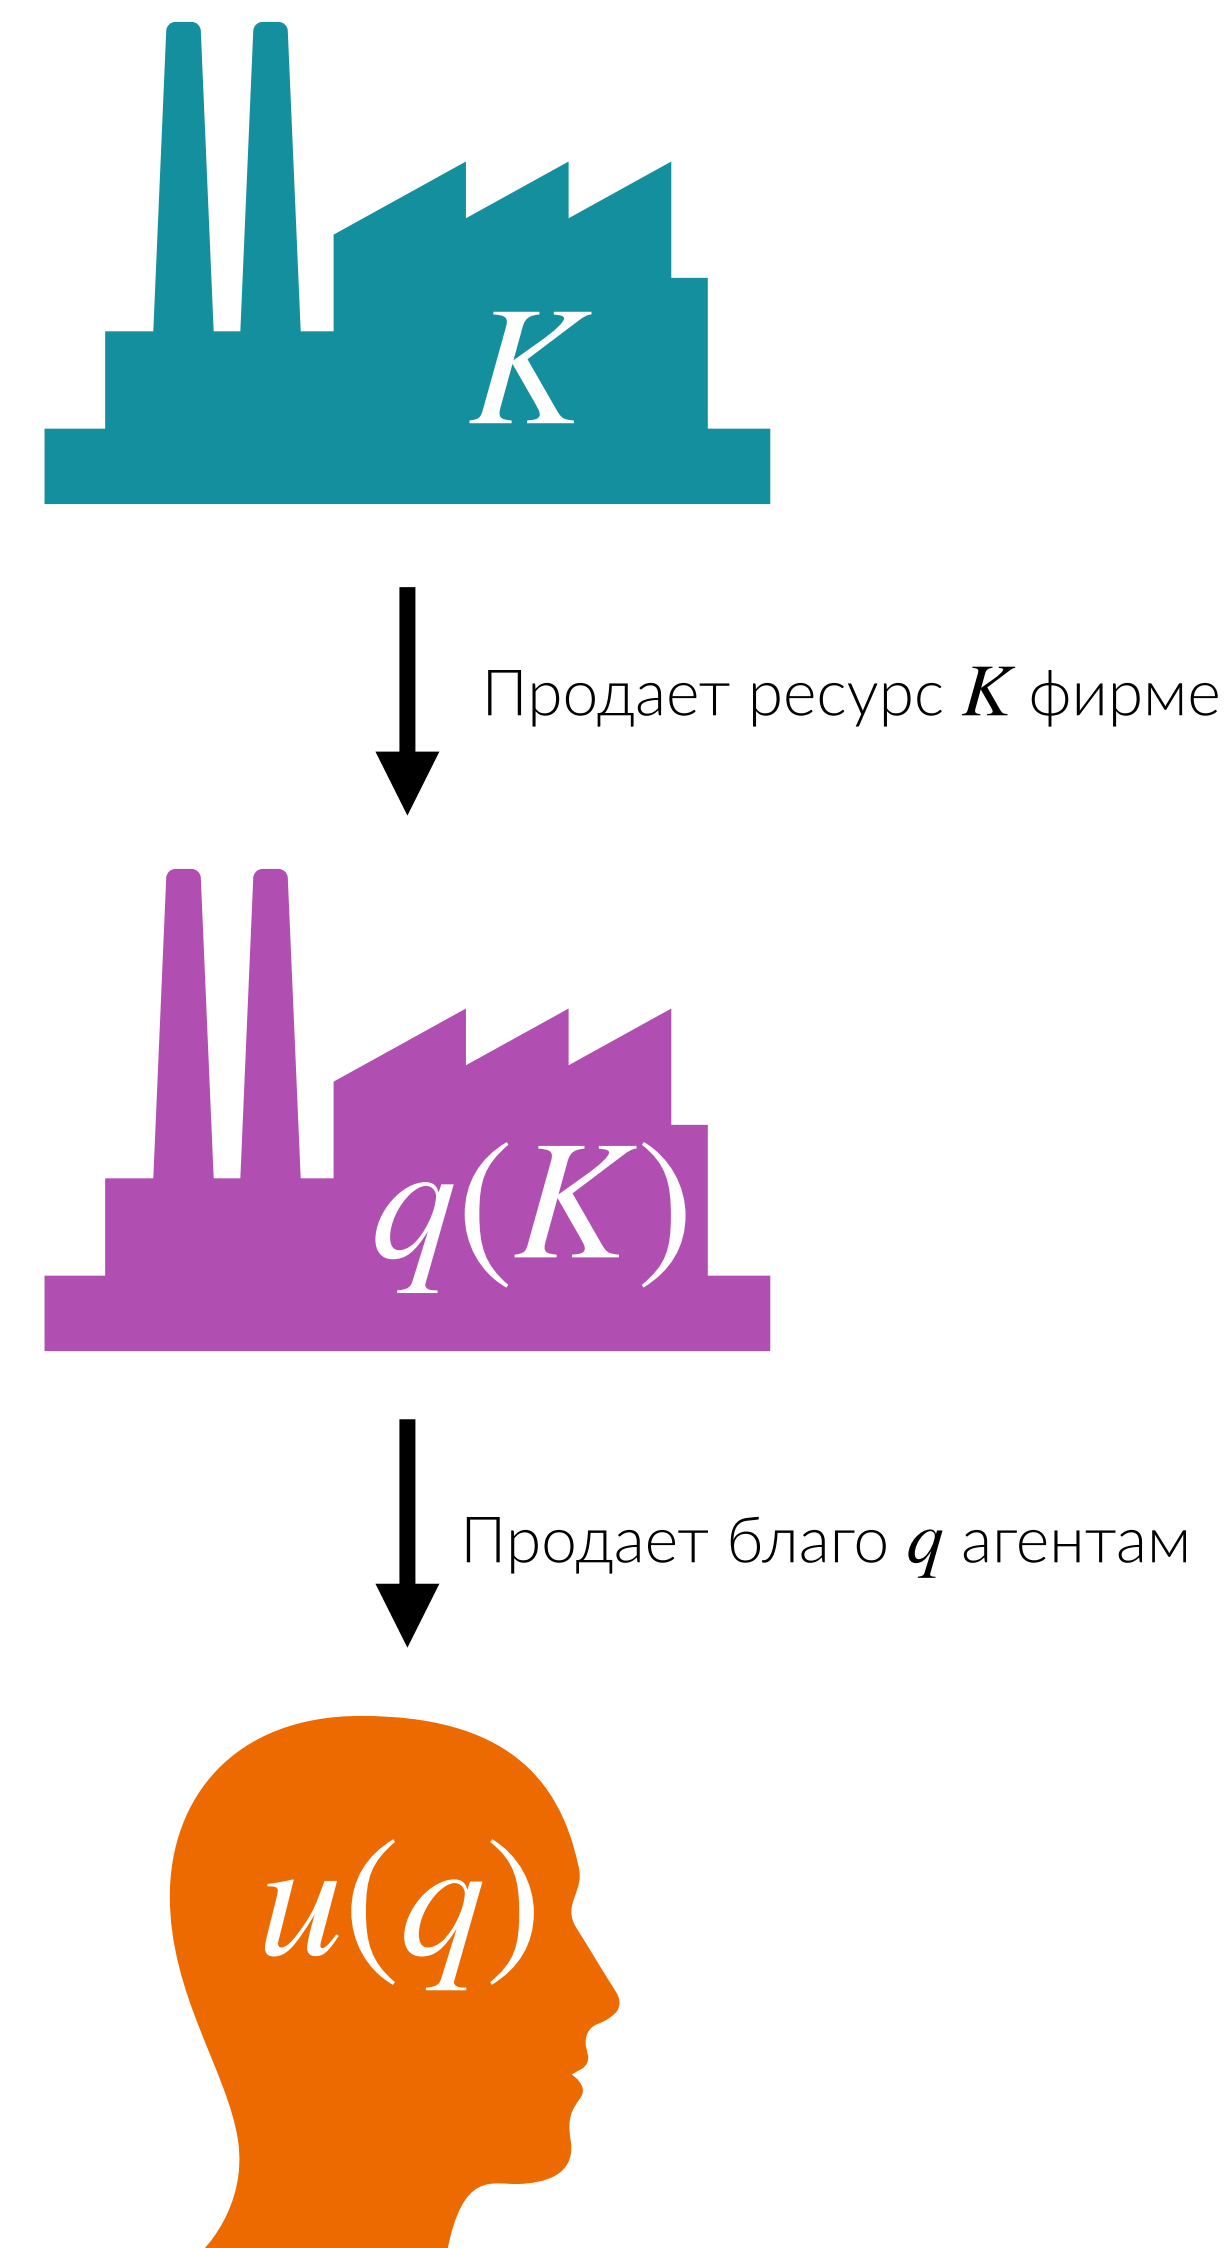 K
Продает ресурс K фирме
q(K)
Продает благо q агентам
u(q)